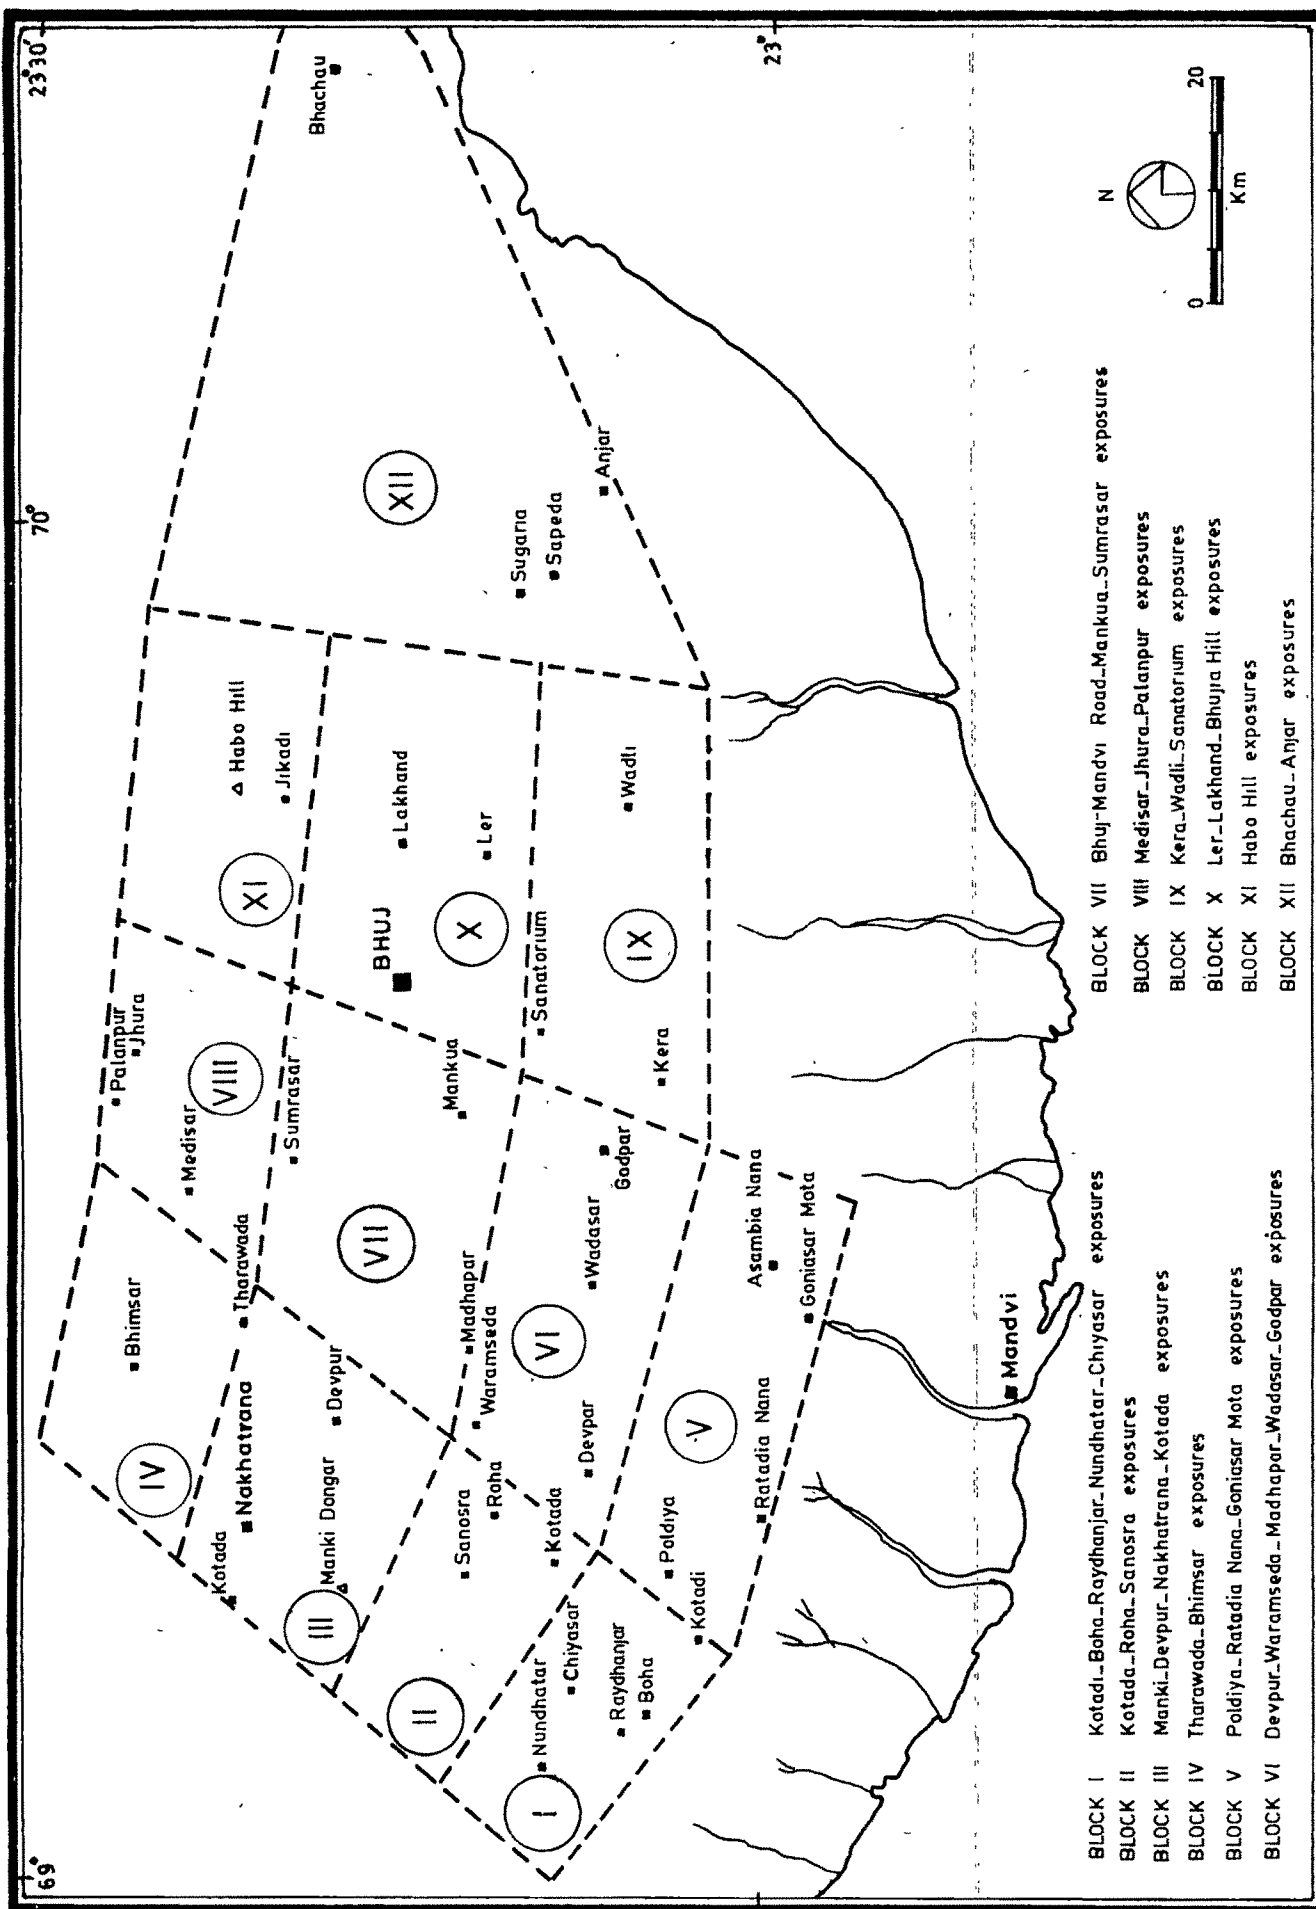 69°
70°
23°30'
23°
Bhachau
Palanpur
Jhura
Habo Hill
Jikadi
XI
VIII
Medisar
Bhimsar
IV
Tharawada
Sumrasar
Nakhatrana
Kotada
Devpur
Manki Dongar
III
VII
BHUJ
Lakhand
Ler
X
XII
Sugaria
Sapeda
Anjar
Mankua
Sanatorium
Madhapar
Waramseda
Sanosra
Roha
II
Kotada
Devpar
VI
Wadasar
Godpar
Kera
IX
Wadli
Nundhatar
Chiyasar
I
Raydhanjar
Boha
Kotadi
Poldiya
V
Ratadia Nana
Asambia Nana
Goniasar Mota
Mandvi
N
0 20
Km
BLOCK I Kotadi_Boha_Raydhanjar_Nundhatar_Chiyasar exposures
BLOCK II Kotada_Roha_Sanosra exposures
BLOCK III Manki_Devpur_Nakhatrana_Kotada exposures
BLOCK IV Tharawada_Bhimsar exposures
BLOCK V Poldiya_Ratadia Nana_Goniasar Mota exposures
BLOCK VI Devpur_Waramseda_Madhapar_Wadasar_Godpar exposures
BLOCK VII Bhuj-Mandvi Road_Mankua_Sumrasar exposures
BLOCK VIII Medisar_Jhura_Palanpur exposures
BLOCK IX Kera_Wadli_Sanatorium exposures
BLOCK X Ler_Lakhand_Bhujia Hill exposures
BLOCK XI Habo Hill exposures
BLOCK XII Bhachau_Anjar exposures